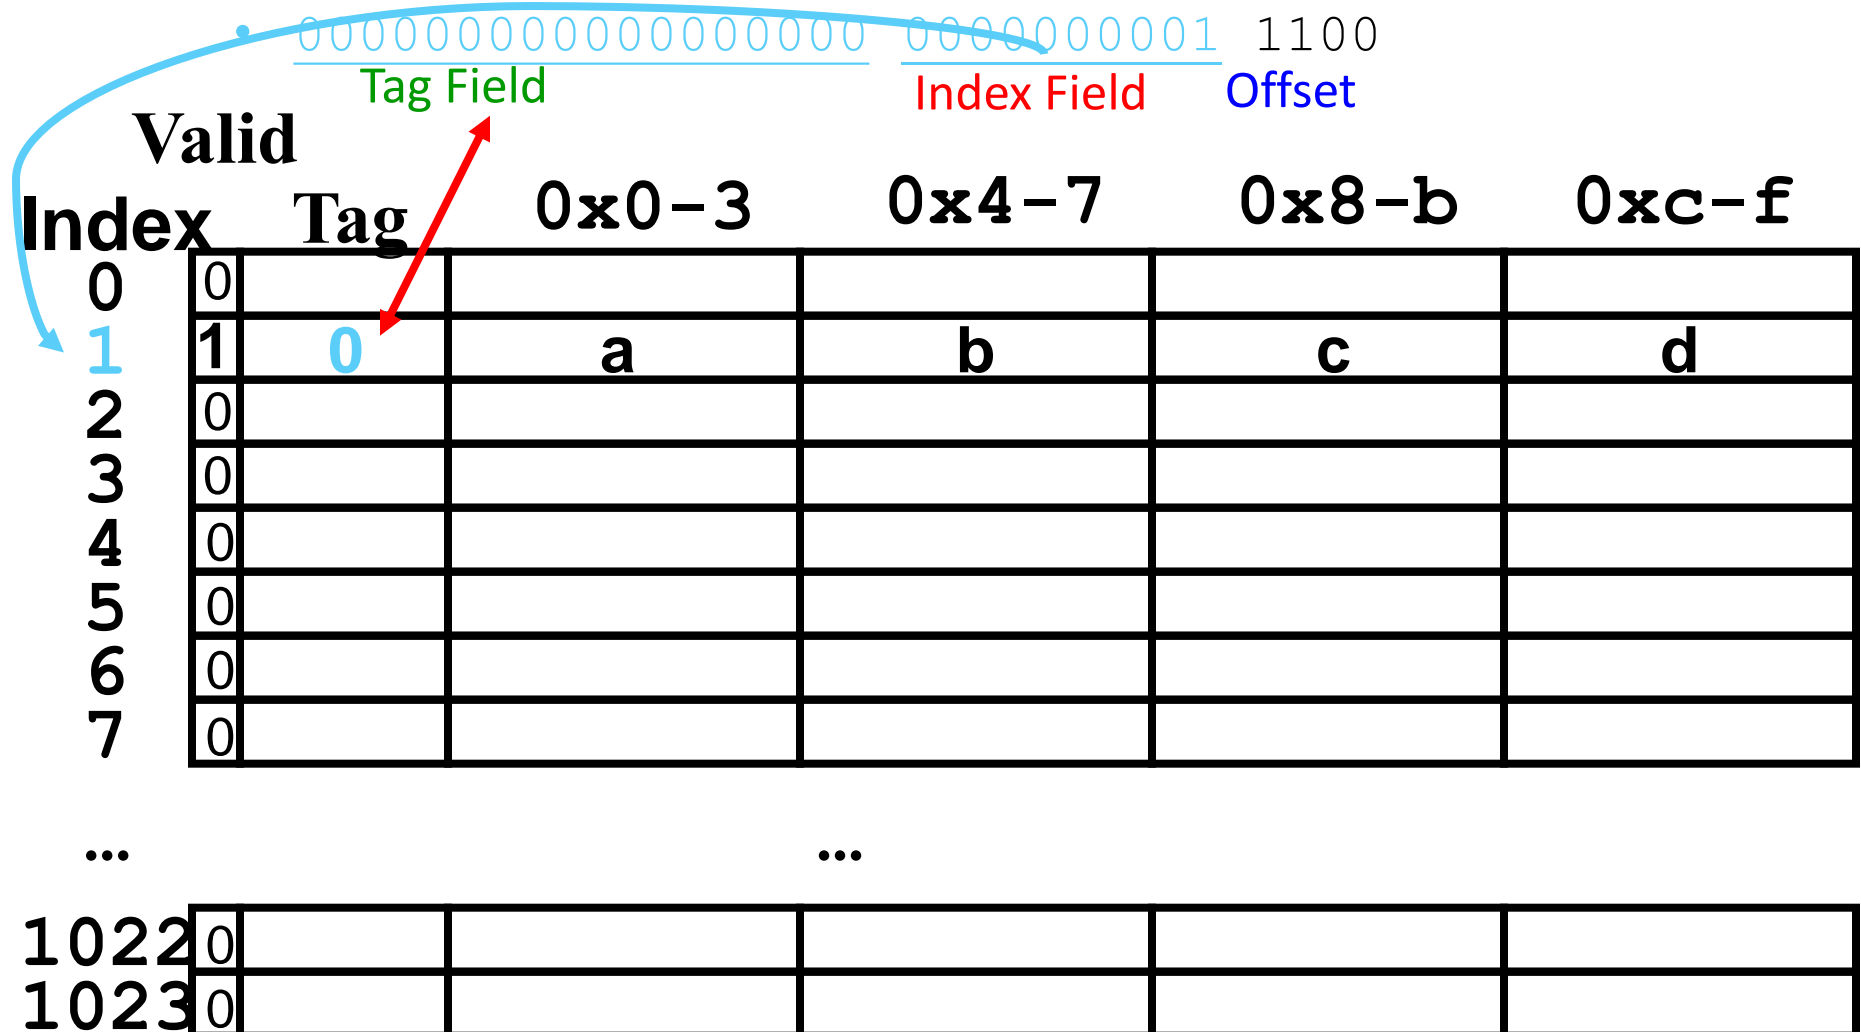 • 000000000000000000 0000000001 1100
Tag Field Index Field Offset
Valid
Index Tag 0x0-3 0x4-7 0x8-b 0xc-f
0 0
1 1 0 a b c d
2 0
3 0
4 0
5 0
6 0
7 0
... ...
1022 0
1023 0